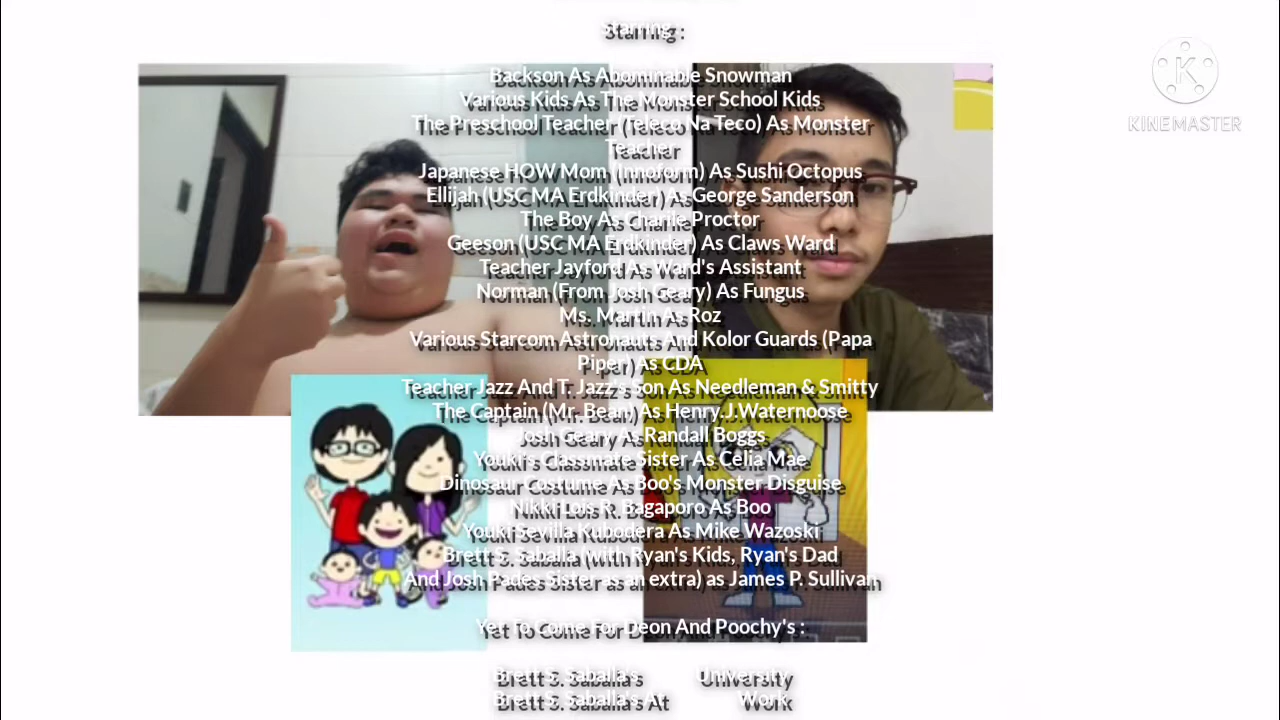 Starring :
Backson As Abominable Snowman
Various Kids As The Monster School Kids
The Preschool Teacher (Teleco Na Teco) As Monster
Teacher
Japanese HOW Mom (Innoform) As Sushi Octopus
Ellijah (USC MA Erdkinder) As George Sanderson
The Boy As Charlie Proctor
Geeson (USC MA Erdkinder) As Claws Ward
Teacher Jayford As Ward's Assistant
Norman (From Josh Geary) As Fungus
Ms. Martin As Roz
Various Starcom Astronauts And Kolor Guards (Papa
Piper) As CDA
Teacher Jazz And T. Jazz's Son As Needleman & Smitty
The Captain (Mr. Bean) As Henry.J.Waternoose
Josh Geary As Randall Boggs
Youki's Classmate Sister As Celia Mae
Dinosaur Costume As Boo's Monster Disguise
Nikki Lois R. Bagaporo As Boo
Youki Sevilla Kubodera As Mike Wazoski
Brett S. Saballa (with Ryan's Kids, Ryan's Dad
And Josh Pades Sister as an extra) as James P. Sullivan
Yet To Come For Deon And Poochy's :
Brett S. Saballa's University
Brett S. Saballa's At Work
KINEMASTER